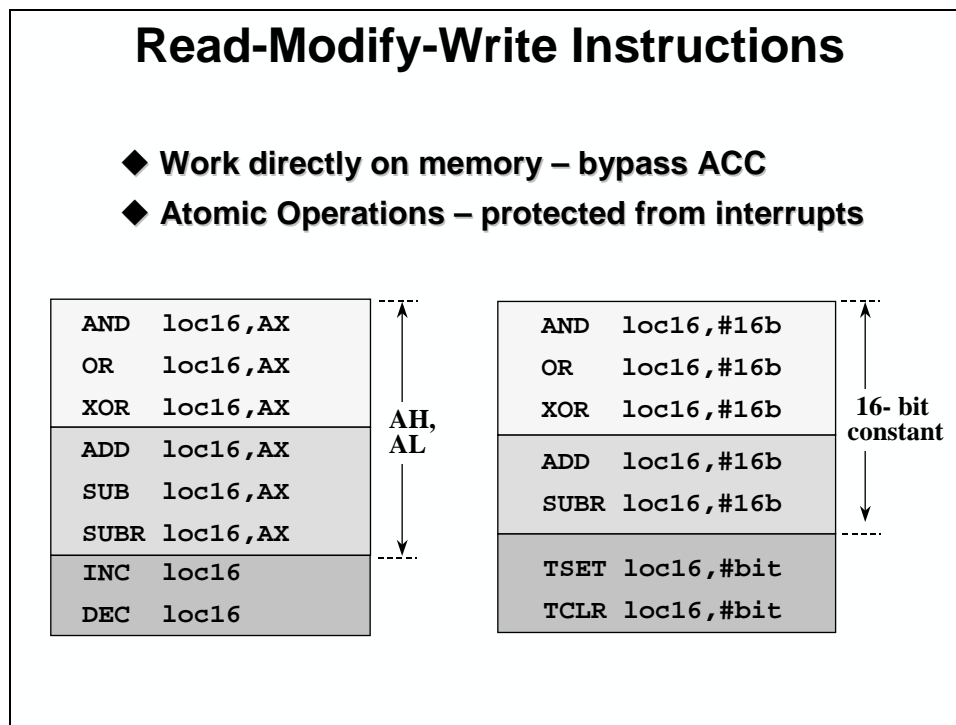 Read-Modify-Write Instructions
◆ Work directly on memory – bypass ACC
◆ Atomic Operations – protected from interrupts
AND loc16,AX
OR loc16,AX
XOR loc16,AX
ADD loc16,AX
SUB loc16,AX
SUBR loc16,AX
INC loc16
DEC loc16
AH,
AL
AND loc16,#16b
OR loc16,#16b
XOR loc16,#16b
ADD loc16,#16b
SUBR loc16,#16b
TSET loc16,#bit
TCLR loc16,#bit
16- bit
constant